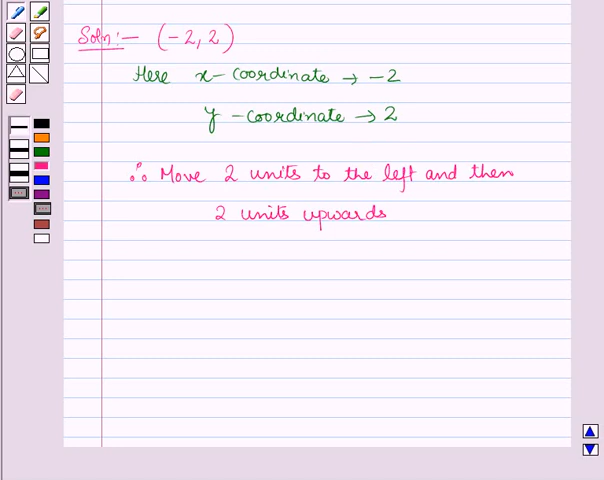 Soln:- (-2, 2)
Here x-coordinate → -2
y-coordinate → 2
∴ Move 2 units to the left and then
2 units upwards